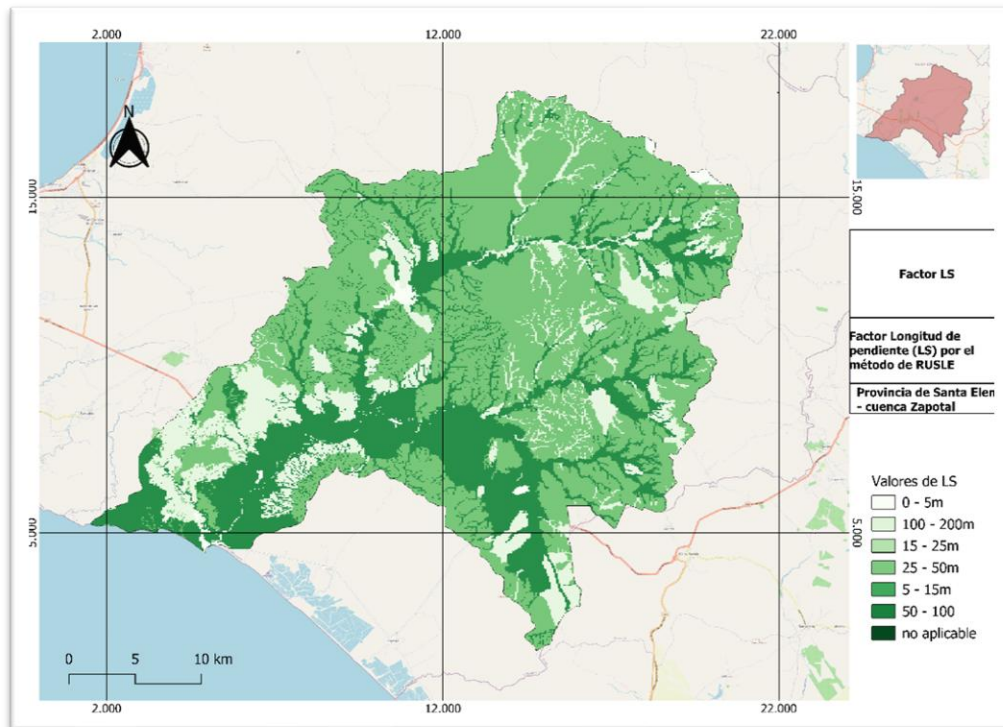 2.000
12.000
22.000
N
15.000
15.000
Factor LS
Factor Longitud de
pendiente (LS) por el
método de RUSLE
Provincia de Santa Elen
- cuenca Zapotal
Valores de LS
0 - 5m
100 - 200m
15 - 25m
25 - 50m
5 - 15m
50 - 100
no aplicable
5.000
5.000
0
5
10 km
2.000
12.000
22.000